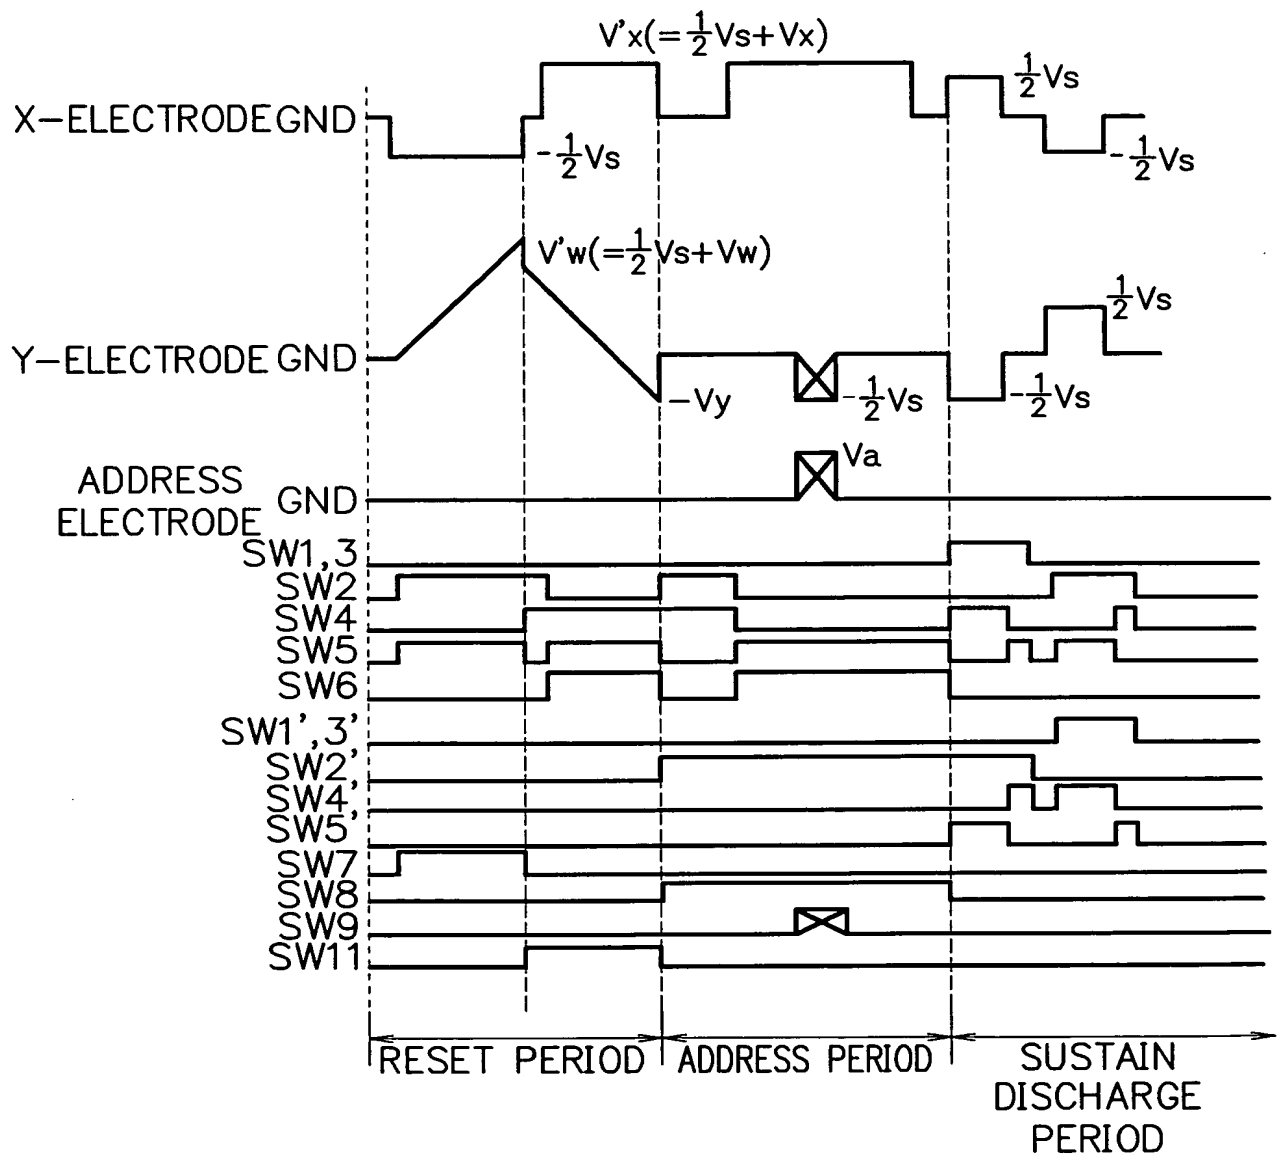 V'x(=1/2Vs+Vx)
1/2Vs
X-ELECTRODE GND
-1/2Vs
-1/2Vs
V'w(=1/2Vs+Vw)
1/2Vs
Y-ELECTRODE GND
-Vy
-1/2Vs
-1/2Vs
Va
ADDRESS
ELECTRODE
GND
SW1,3
SW2
SW4
SW5
SW6
SW1',3'
SW2'
SW4'
SW5'
SW7
SW8
SW9
SW11
RESET PERIOD
ADDRESS PERIOD
SUSTAIN
DISCHARGE
PERIOD